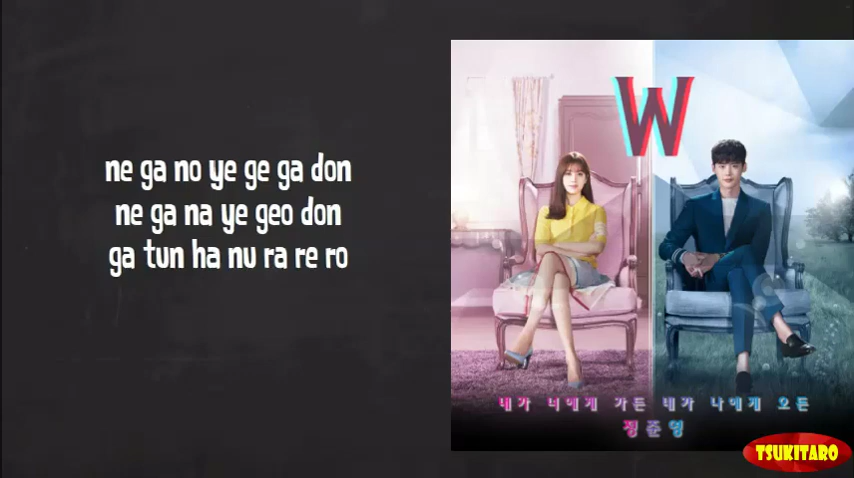 ne ga no ye ge ga don
ne ga na ye geo don
ga tun ha nu ra re ro
W
내가 너에게 가든 네가 나에게 오든
정준영
TSUKITARO